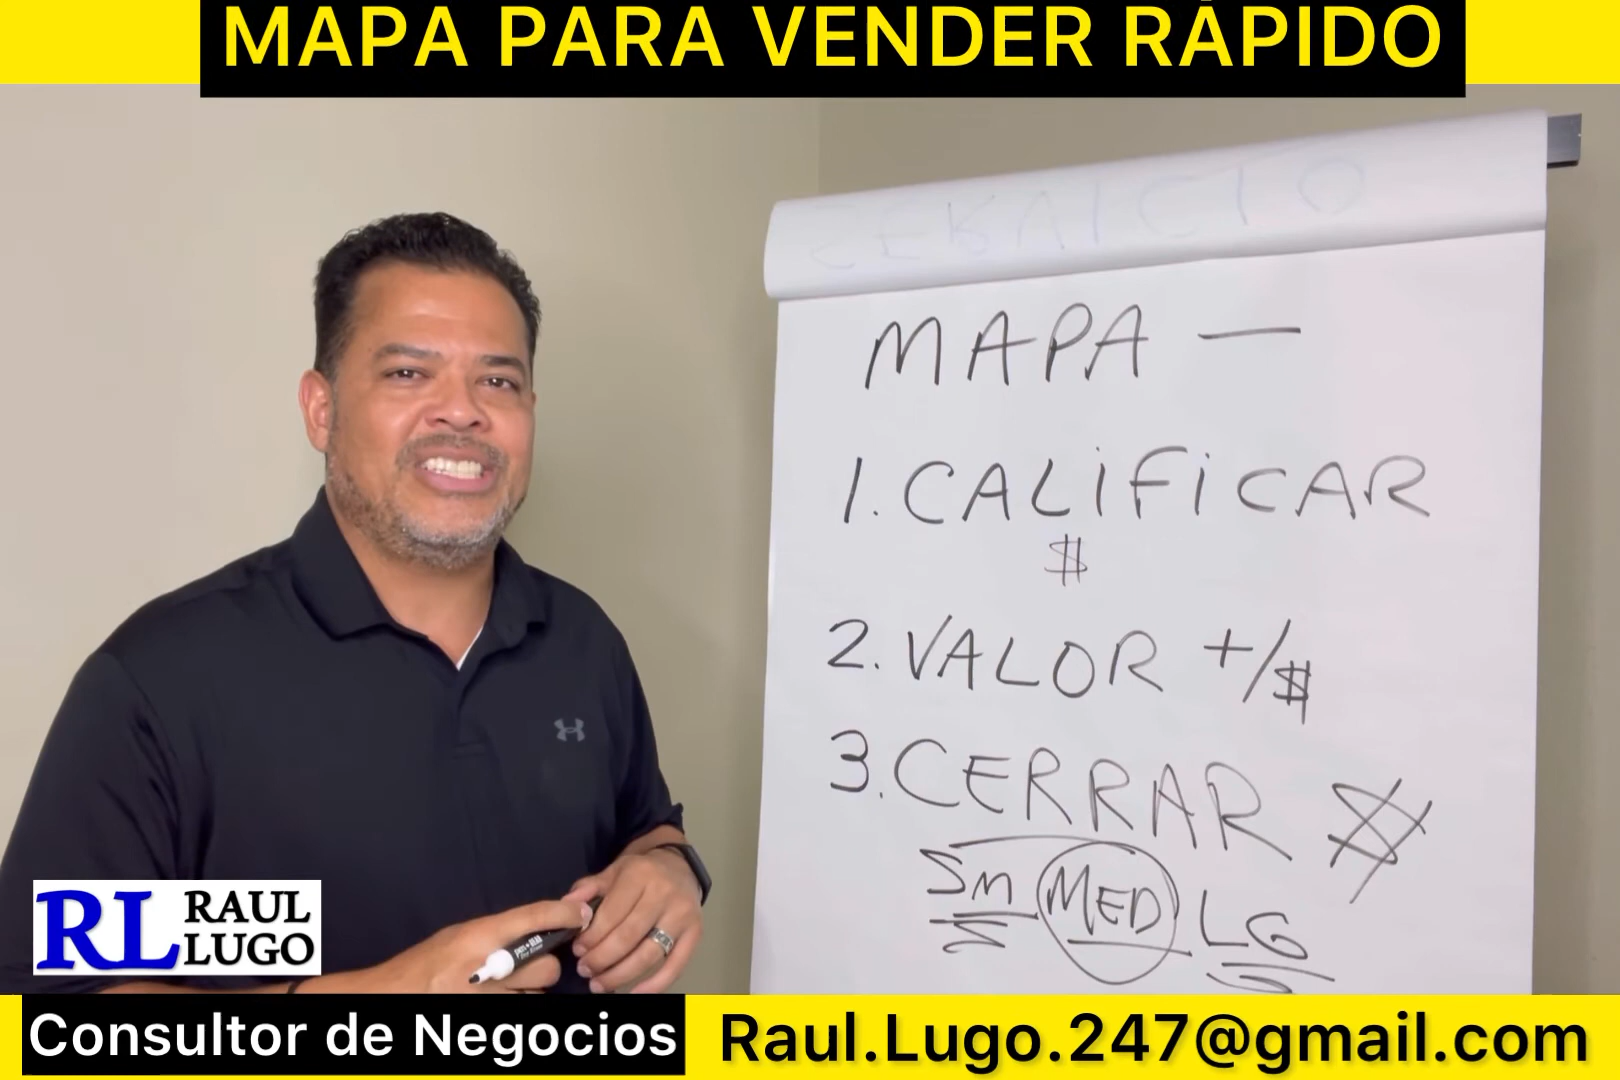 MAPA PARA VENDER RÁPIDO
MAPA —
1. CALiFiCAR
$
2. VALOR +/$
3. CERRAR $
Sm MED LG
RL RAUL LUGO
Consultor de Negocios
Raul.Lugo.247@gmail.com